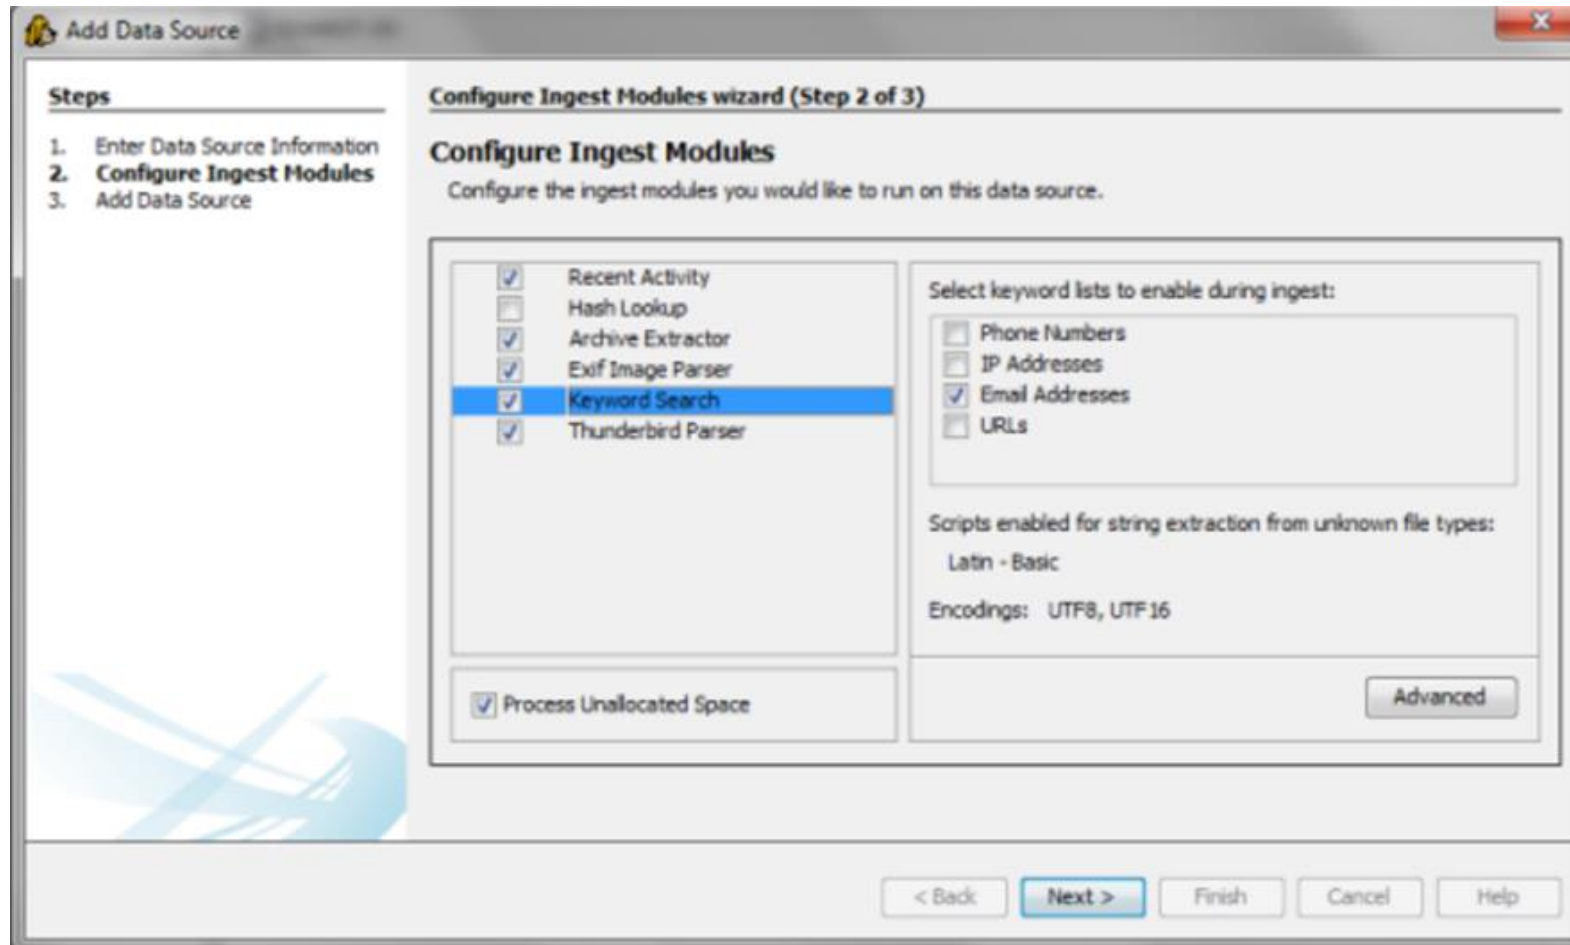 Add Data Source
Steps
1. Enter Data Source Information
2. Configure Ingest Modules
3. Add Data Source
Configure Ingest Modules wizard (Step 2 of 3)
Configure Ingest Modules
Configure the ingest modules you would like to run on this data source.
Recent Activity
Hash Lookup
Archive Extractor
Exif Image Parser
Keyword Search
Thunderbird Parser
Process Unallocated Space
Select keyword lists to enable during ingest:
Phone Numbers
IP Addresses
Email Addresses
URLs
Scripts enabled for string extraction from unknown file types:
Latin - Basic
Encodings: UTF8, UTF16
Advanced
< Back
Next >
Finish
Cancel
Help